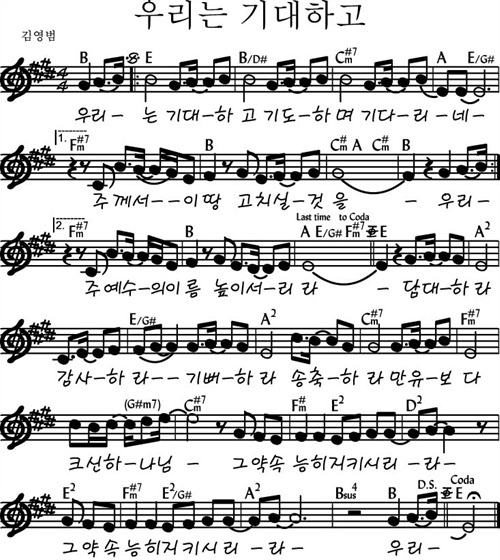 우리는 기대하고
김영범
B E B/D# C#m7 A E/G#
우리- 는 기대-하 고 기도-하 며 기다-리-네-
1. F#m7 B C#m A C#m B
주께서--이땅 고치실-것 을 - 우리-
Last time to Coda
2. F#m7 B A E/G# F#m7 E A2
주예수-의이름 높이서-리 라- 담대-하라
E/G# A2 C#m7 F#m7 A2
감사-하 라-- 기뻐-하 라 송축-하 라 만유-보 다
(G#m7) C#m7 F#m E2 D2
크신하-나님- 그약속 능히지키시리-라-
E2 F#m7 E2/G# A2 Bsus4 B D.S. Coda E
그약속 능히지키시리 -라- 우리-